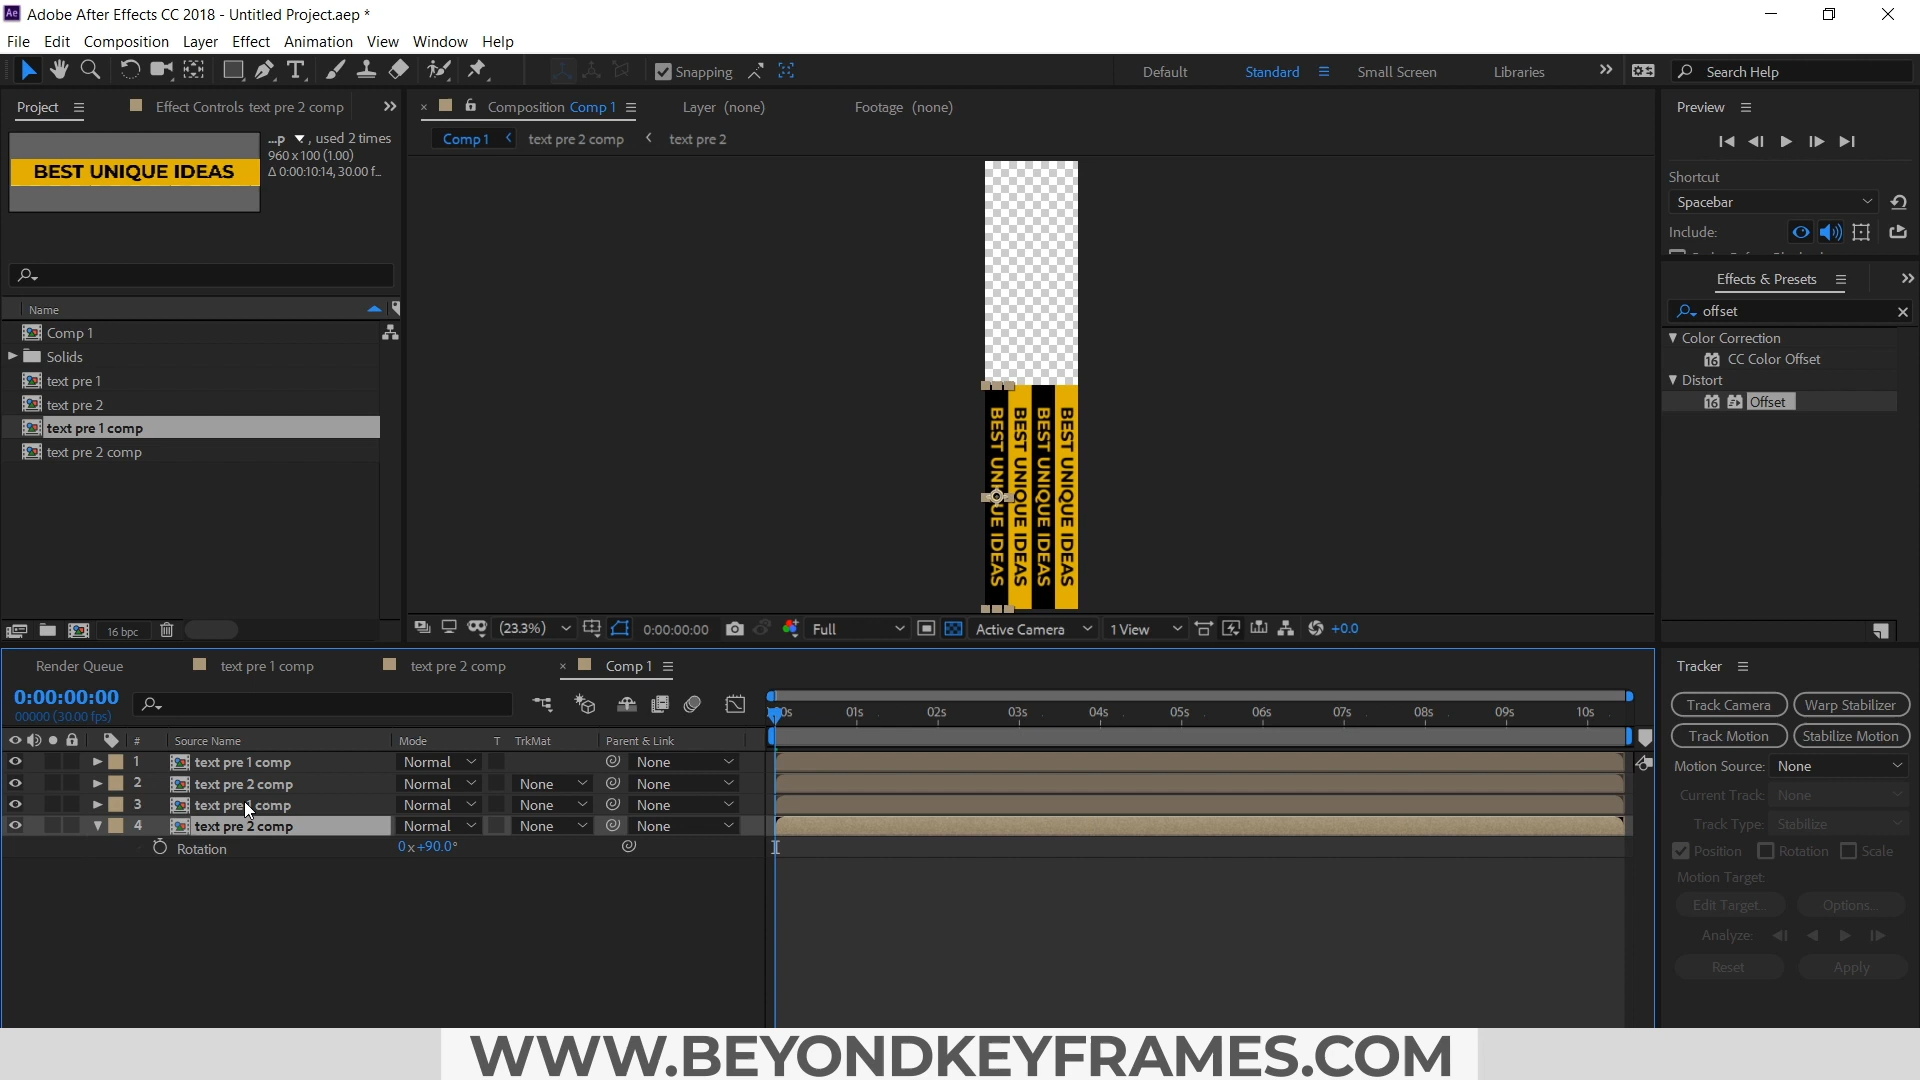 Adobe After Effects CC 2018 - Untitled Project.aep *
File Edit Composition Layer Effect Animation View Window Help
Snapping Default Standard Small Screen Libraries Search Help
Project Effect Controls text pre 2 comp
Composition Comp 1 Layer (none) Footage (none)
Comp 1 text pre 2 comp text pre 2
BEST UNIQUE IDEAS
...p , used 2 times
960 x 100 (1.00)
Δ 0:00:10:14, 30.00 f...
Name
Comp 1
Solids
text pre 1
text pre 2
text pre 1 comp
text pre 2 comp
16 bpc
BEST UNIQUE IDEAS
BEST UNIQUE IDEAS
BEST UNIQUE IDEAS
BEST UNIQUE IDEAS
(23.3%) 0:00:00:00 Full Active Camera 1 View +0.0
Preview
Shortcut
Spacebar
Include:
Effects & Presets
offset
Color Correction
CC Color Offset
Distort
Offset
Render Queue text pre 1 comp text pre 2 comp Comp 1
0:00:00:00
00000 (30.00 fps)
01s 02s 03s 04s 05s 06s 07s 08s 09s 10s
# Source Name Mode T TrkMat Parent & Link
1 text pre 1 comp Normal None
2 text pre 2 comp Normal None None
3 text pre 1 comp Normal None None
4 text pre 2 comp Normal None None
Rotation 0x+90.0°
Tracker
Track Camera Warp Stabilizer
Track Motion Stabilize Motion
Motion Source: None
Current Track: None
Track Type: Stabilize
Position Rotation Scale
Motion Target:
Edit Target... Options...
Analyze:
Reset Apply
WWW.BEYONDKEYFRAMES.COM